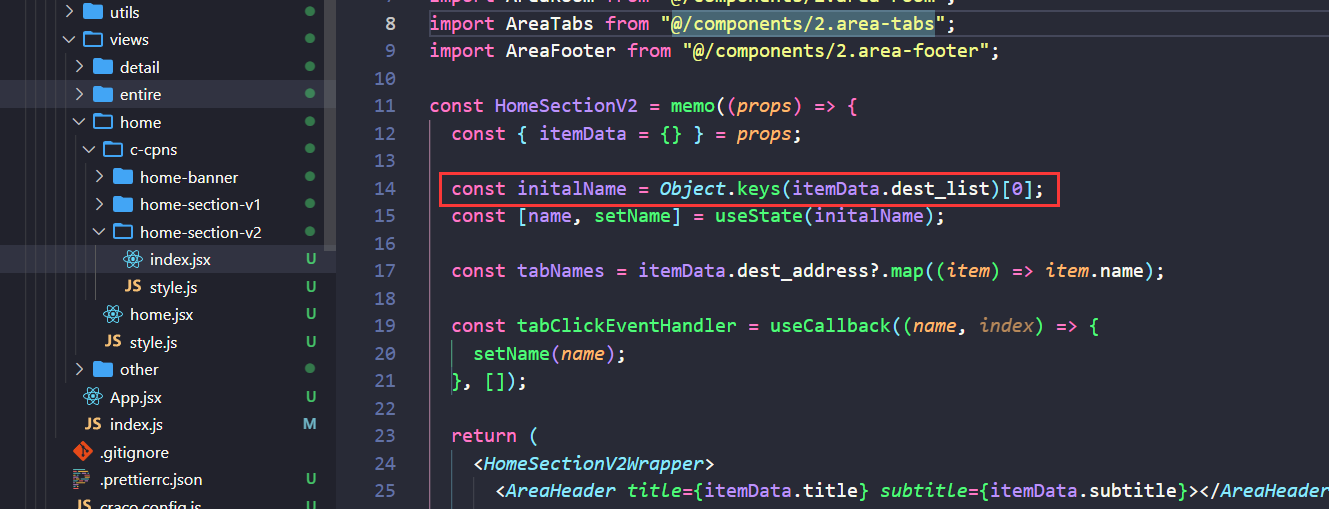 utils
views
detail
entire
home
c-cpns
home-banner
home-section-v1
home-section-v2
index.jsx U
JS style.js U
home.jsx U
JS style.js U
other
App.jsx U
JS index.js M
.gitignore
.prettierrc.json U
JS craco.config.js
8 import AreaTabs from "@/components/2.area-tabs";
9 import AreaFooter from "@/components/2.area-footer";
10
11 const HomeSectionV2 = memo((props) => {
12 const { itemData = {} } = props;
13
14 const initalName = Object.keys(itemData.dest_list)[0];
15 const [name, setName] = useState(initalName);
16
17 const tabNames = itemData.dest_address?.map((item) => item.name);
18
19 const tabClickEventHandler = useCallback((name, index) => {
20 setName(name);
21 }, []);
22
23 return (
24 <HomeSectionV2Wrapper>
25 <AreaHeader title={itemData.title} subtitle={itemData.subtitle}></AreaHeader